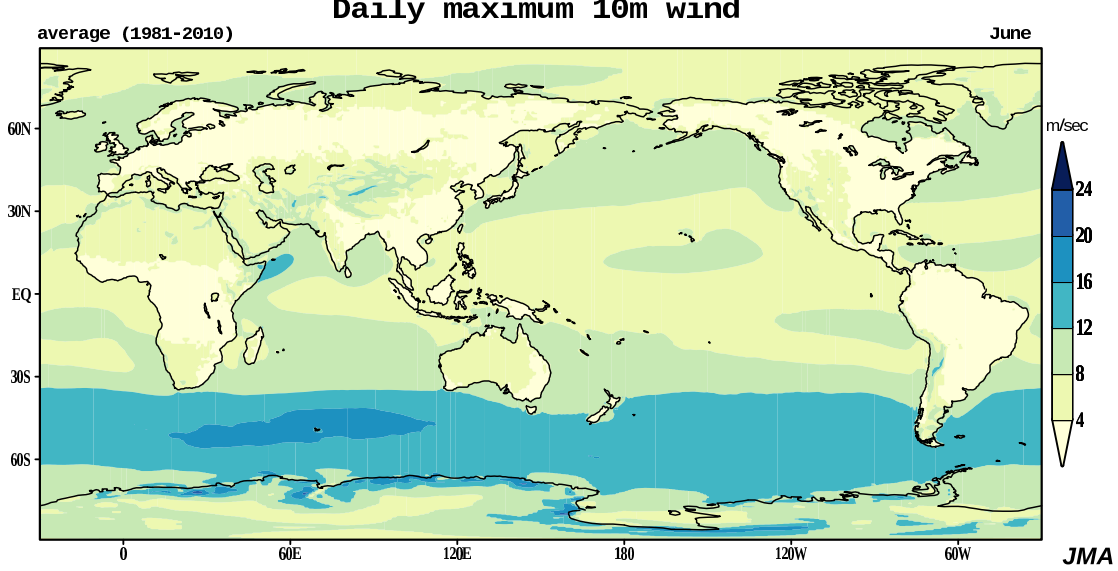 Daily maximum 10m wind
average (1981-2010) June
m/sec
60N
30N
EQ
30S
60S
24
20
16
12
8
4
0 60E 120E 180 120W 60W
JMA